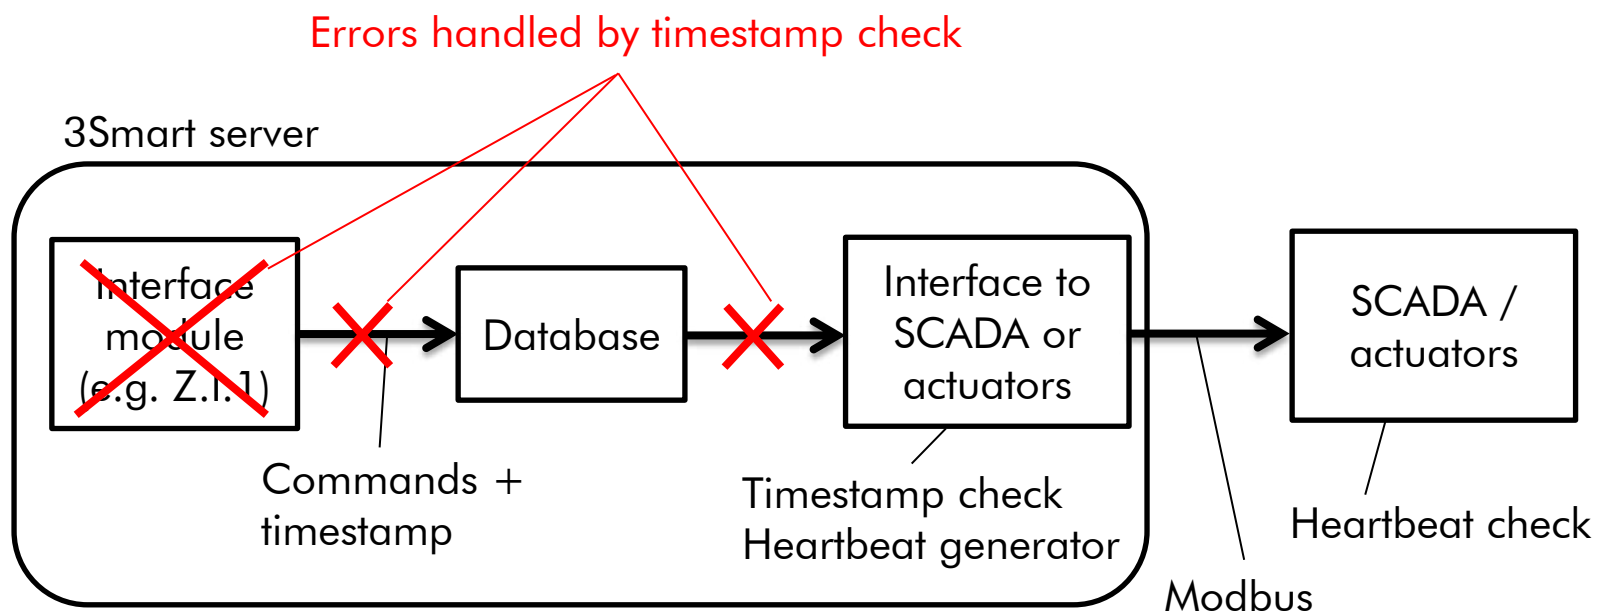 Errors handled by timestamp check
3Smart server
Interface
module
(e.g. Z.I.1)
Database
Interface to
SCADA or
actuators
SCADA /
actuators
Commands +
timestamp
Timestamp check
Heartbeat generator
Heartbeat check
Modbus